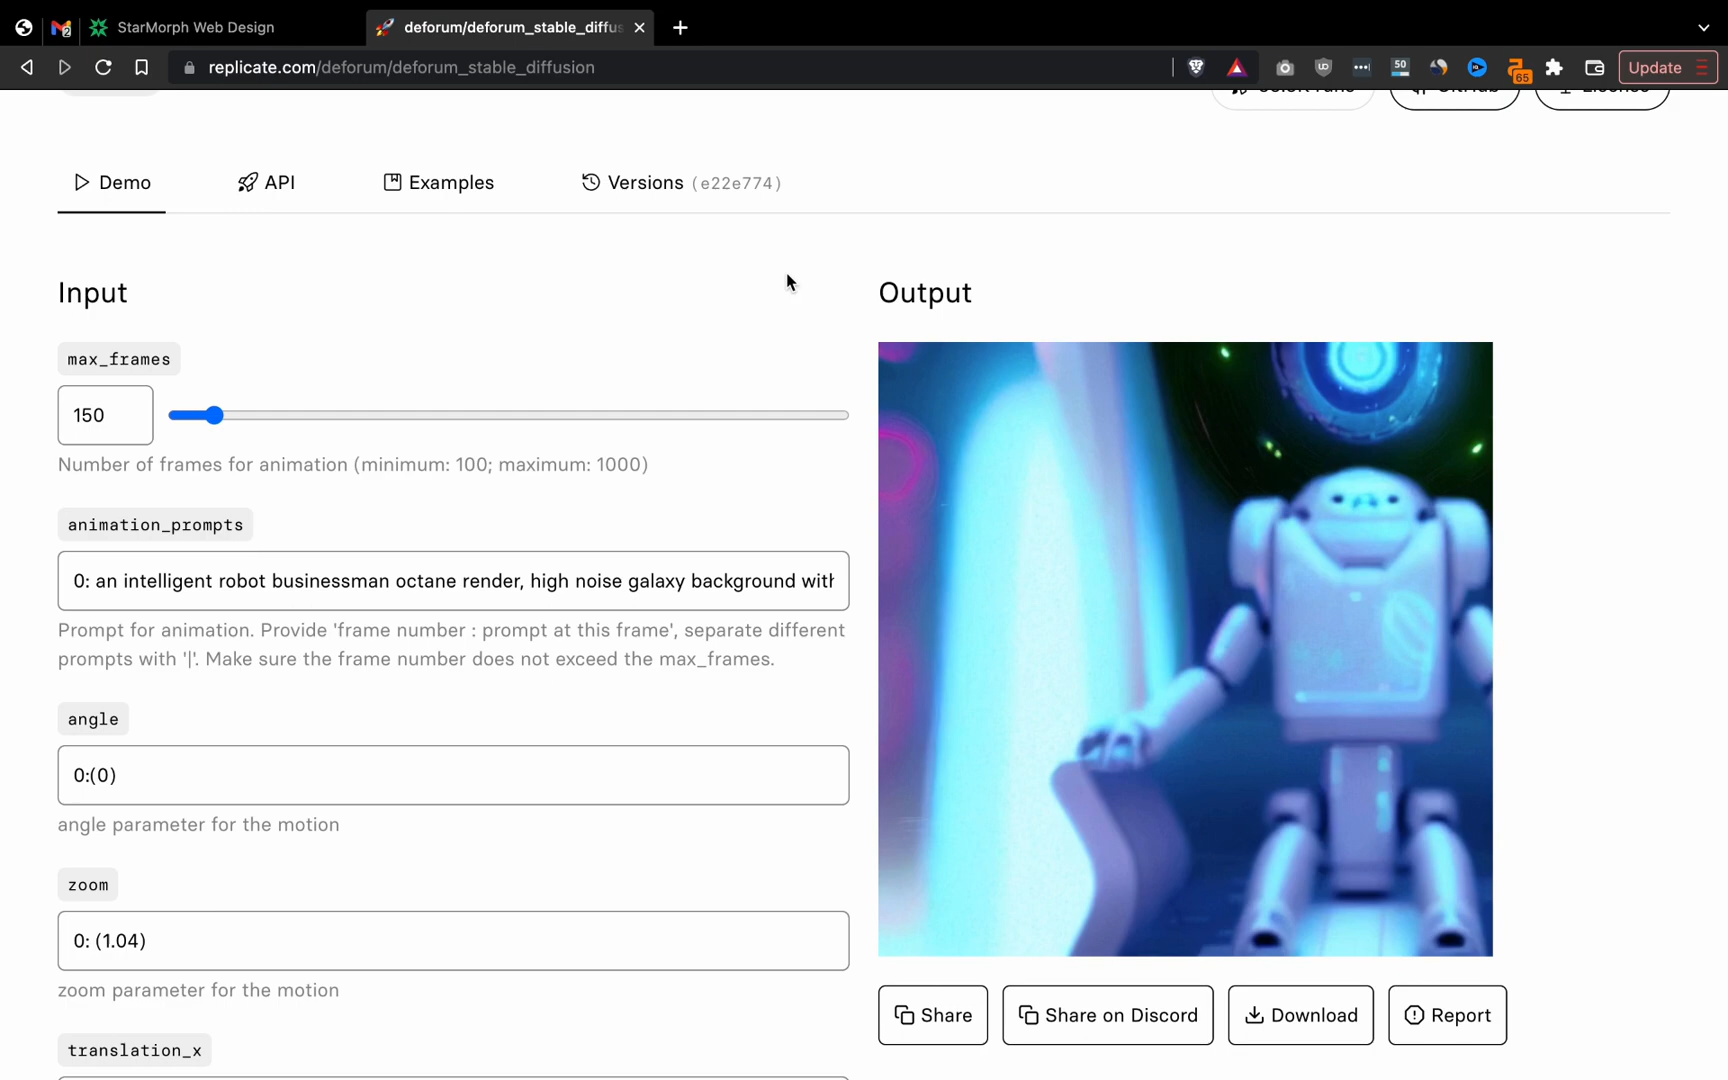 StarMorph Web Design
deforum/deforum_stable_diffus
replicate.com/deforum/deforum_stable_diffusion
50
65
Update
Demo
API
Examples
Versions (e22e774)
Input
Output
max_frames
150
Number of frames for animation (minimum: 100; maximum: 1000)
animation_prompts
0: an intelligent robot businessman octane render, high noise galaxy background with
Prompt for animation. Provide 'frame number : prompt at this frame', separate different
prompts with '|'. Make sure the frame number does not exceed the max_frames.
angle
0:(0)
angle parameter for the motion
zoom
0: (1.04)
zoom parameter for the motion
translation_x
Share
Share on Discord
Download
Report